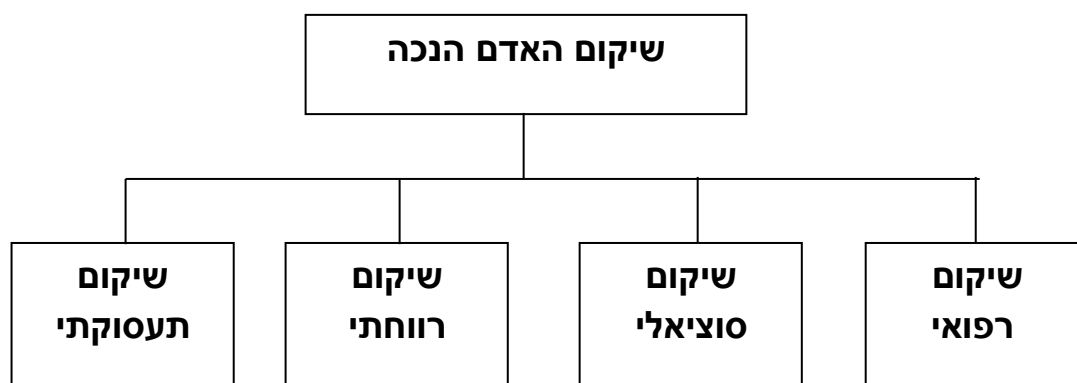 שיקום האדם הנכה
שיקום
רפואי
שיקום
סוציאלי
שיקום
רווחתי
שיקום
תעסוקתי